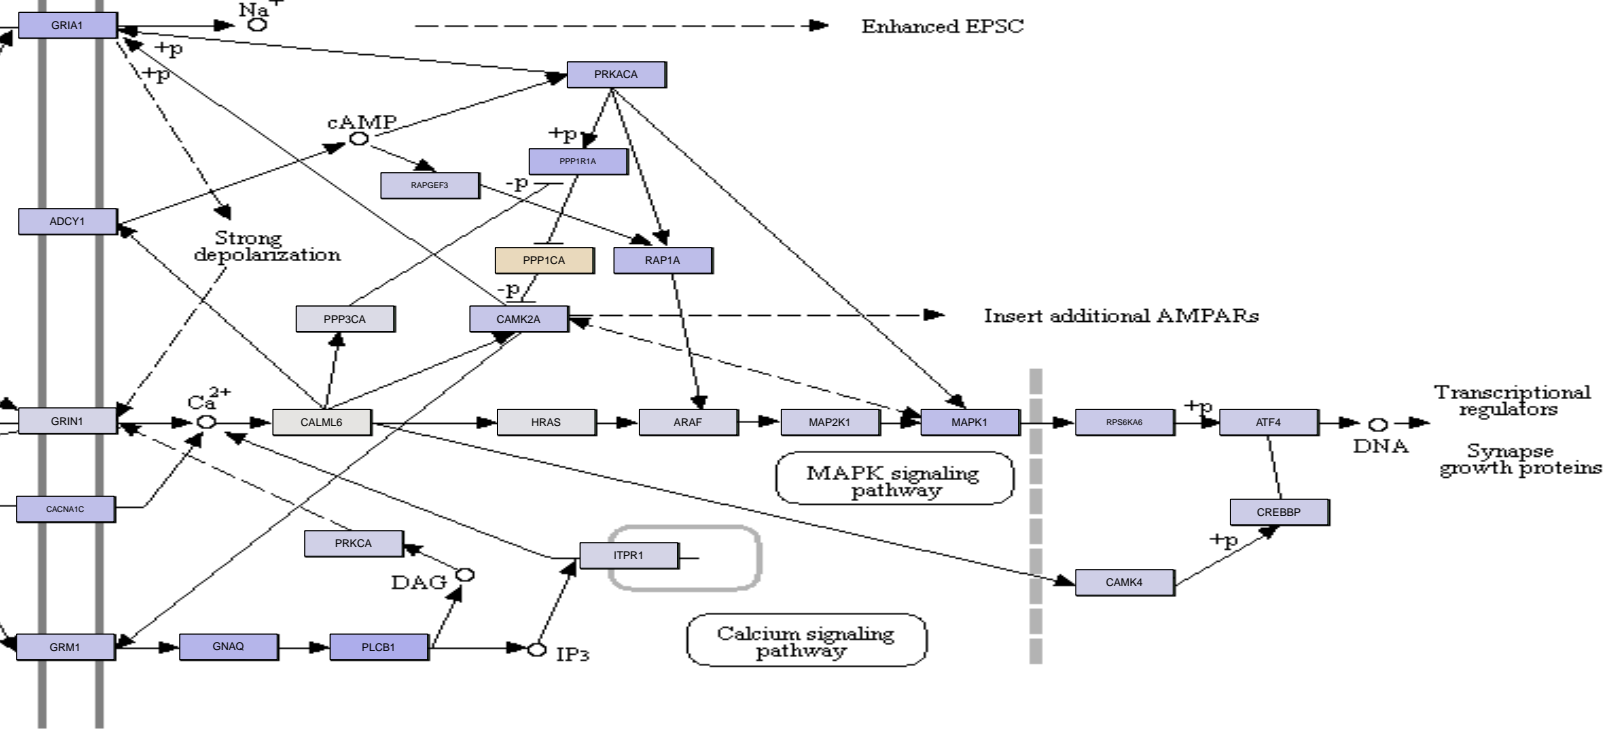 Na+
GRIA1
Enhanced EPSC
+p
+p
PRKACA
cAMP
+p
PPP1R1A
RAPGEF3
-p
ADCY1
Strong
depolarization
PPP1CA
RAP1A
-p
PPP3CA
CAMK2A
Insert additional AMPARs
Ca2+
GRIN1
CALML6
HRAS
ARAF
MAP2K1
MAPK1
RPS6KA6
+p
ATF4
DNA
Transcriptional
regulators
Synapse
growth proteins
MAPK signaling
pathway
CACNA1C
CREBBP
PRKCA
ITPR1
+p
DAG
CAMK4
GRM1
GNAQ
PLCB1
IP3
Calcium signaling
pathway